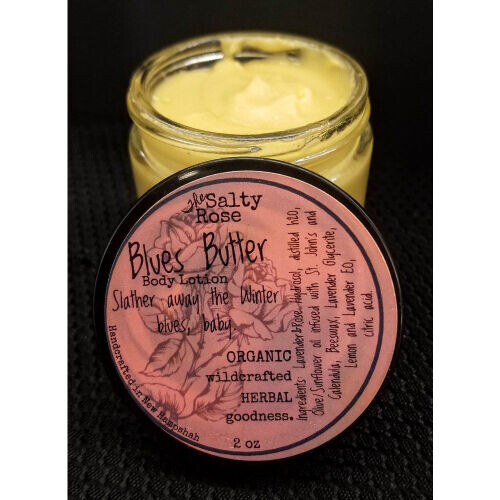 the Salty
Rose
Blues Butter
Body Lotion
Slather away the Winter
blues, baby.
ORGANIC
wildcrafted
HERBAL
goodness.
2 oz
Handcrafted in New Hampshah
Ingredients: Lavender+Rose Hydrosol, distilled h2O,
Olive/Sunflower oil infused with St. John's and
Calendula, Beeswax, Lavender Glycerite,
Lemon and Lavender EO,
citric acid